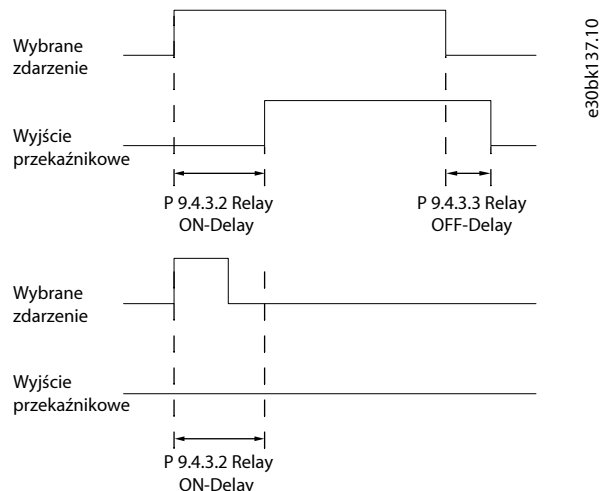 Wybrane
zdarzenie
Wyjście
przekaźnikowe
P 9.4.3.2 Relay
ON-Delay
P 9.4.3.3 Relay
OFF-Delay
Wybrane
zdarzenie
Wyjście
przekaźnikowe
P 9.4.3.2 Relay
ON-Delay
e30bk137.10